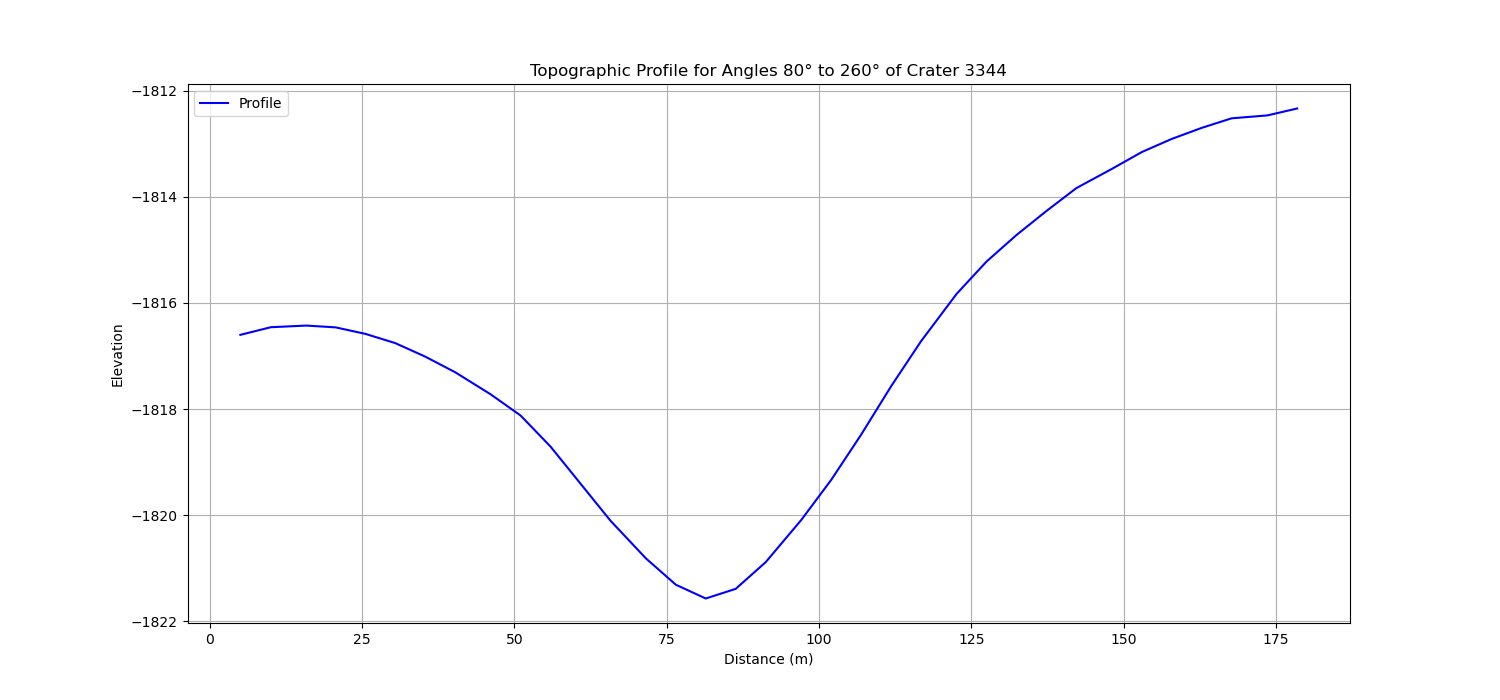 Topographic Profile for Angles 80° to 260° of Crater 3344
Profile
−1812
−1814
−1816
−1818
−1820
−1822
Elevation
0 25 50 75 100 125 150 175
Distance (m)